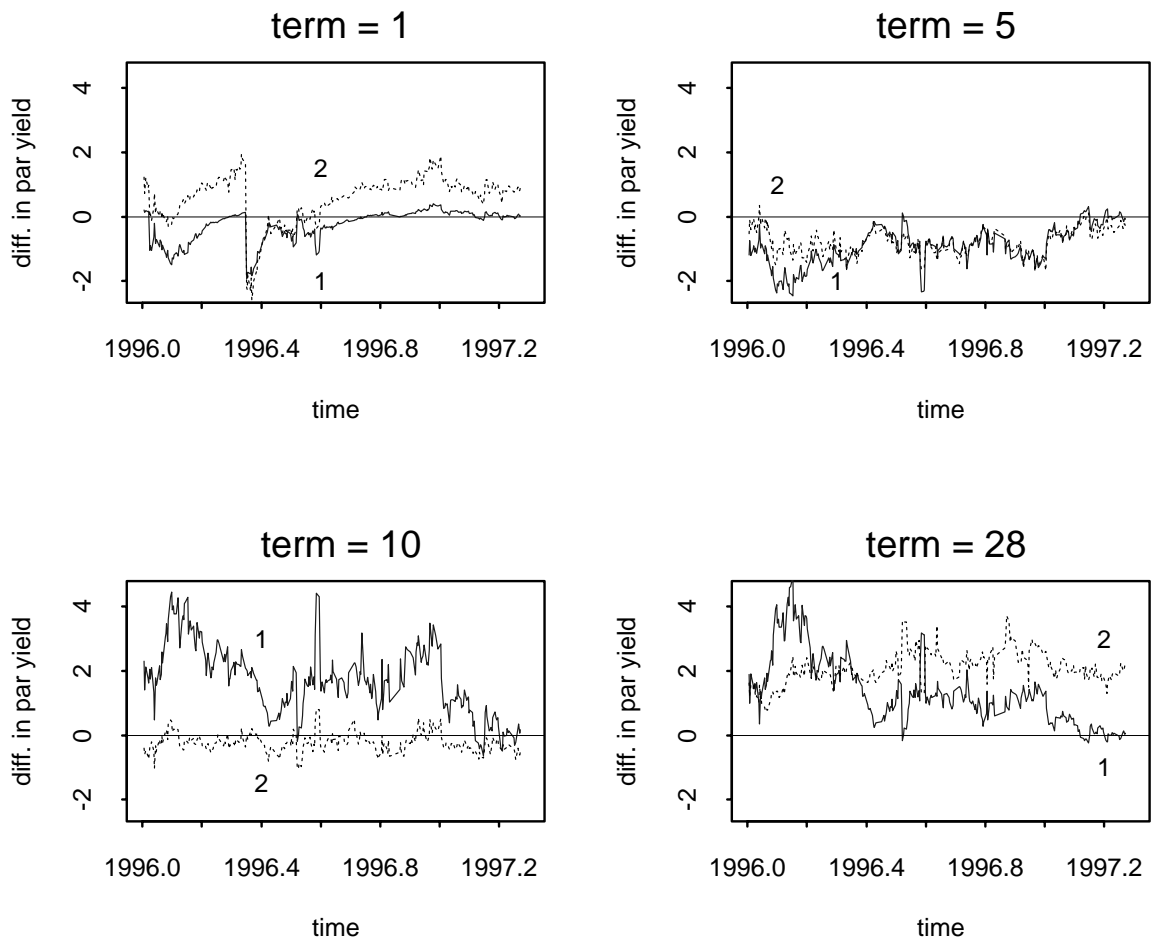 term = 1
diff. in par yield
4
2
0
-2
2
1
1996.0 1996.4 1996.8 1997.2
time
term = 5
diff. in par yield
4
2
0
-2
2
1
1996.0 1996.4 1996.8 1997.2
time
term = 10
diff. in par yield
4
2
0
-2
1
2
1996.0 1996.4 1996.8 1997.2
time
term = 28
diff. in par yield
4
2
0
-2
2
1
1996.0 1996.4 1996.8 1997.2
time